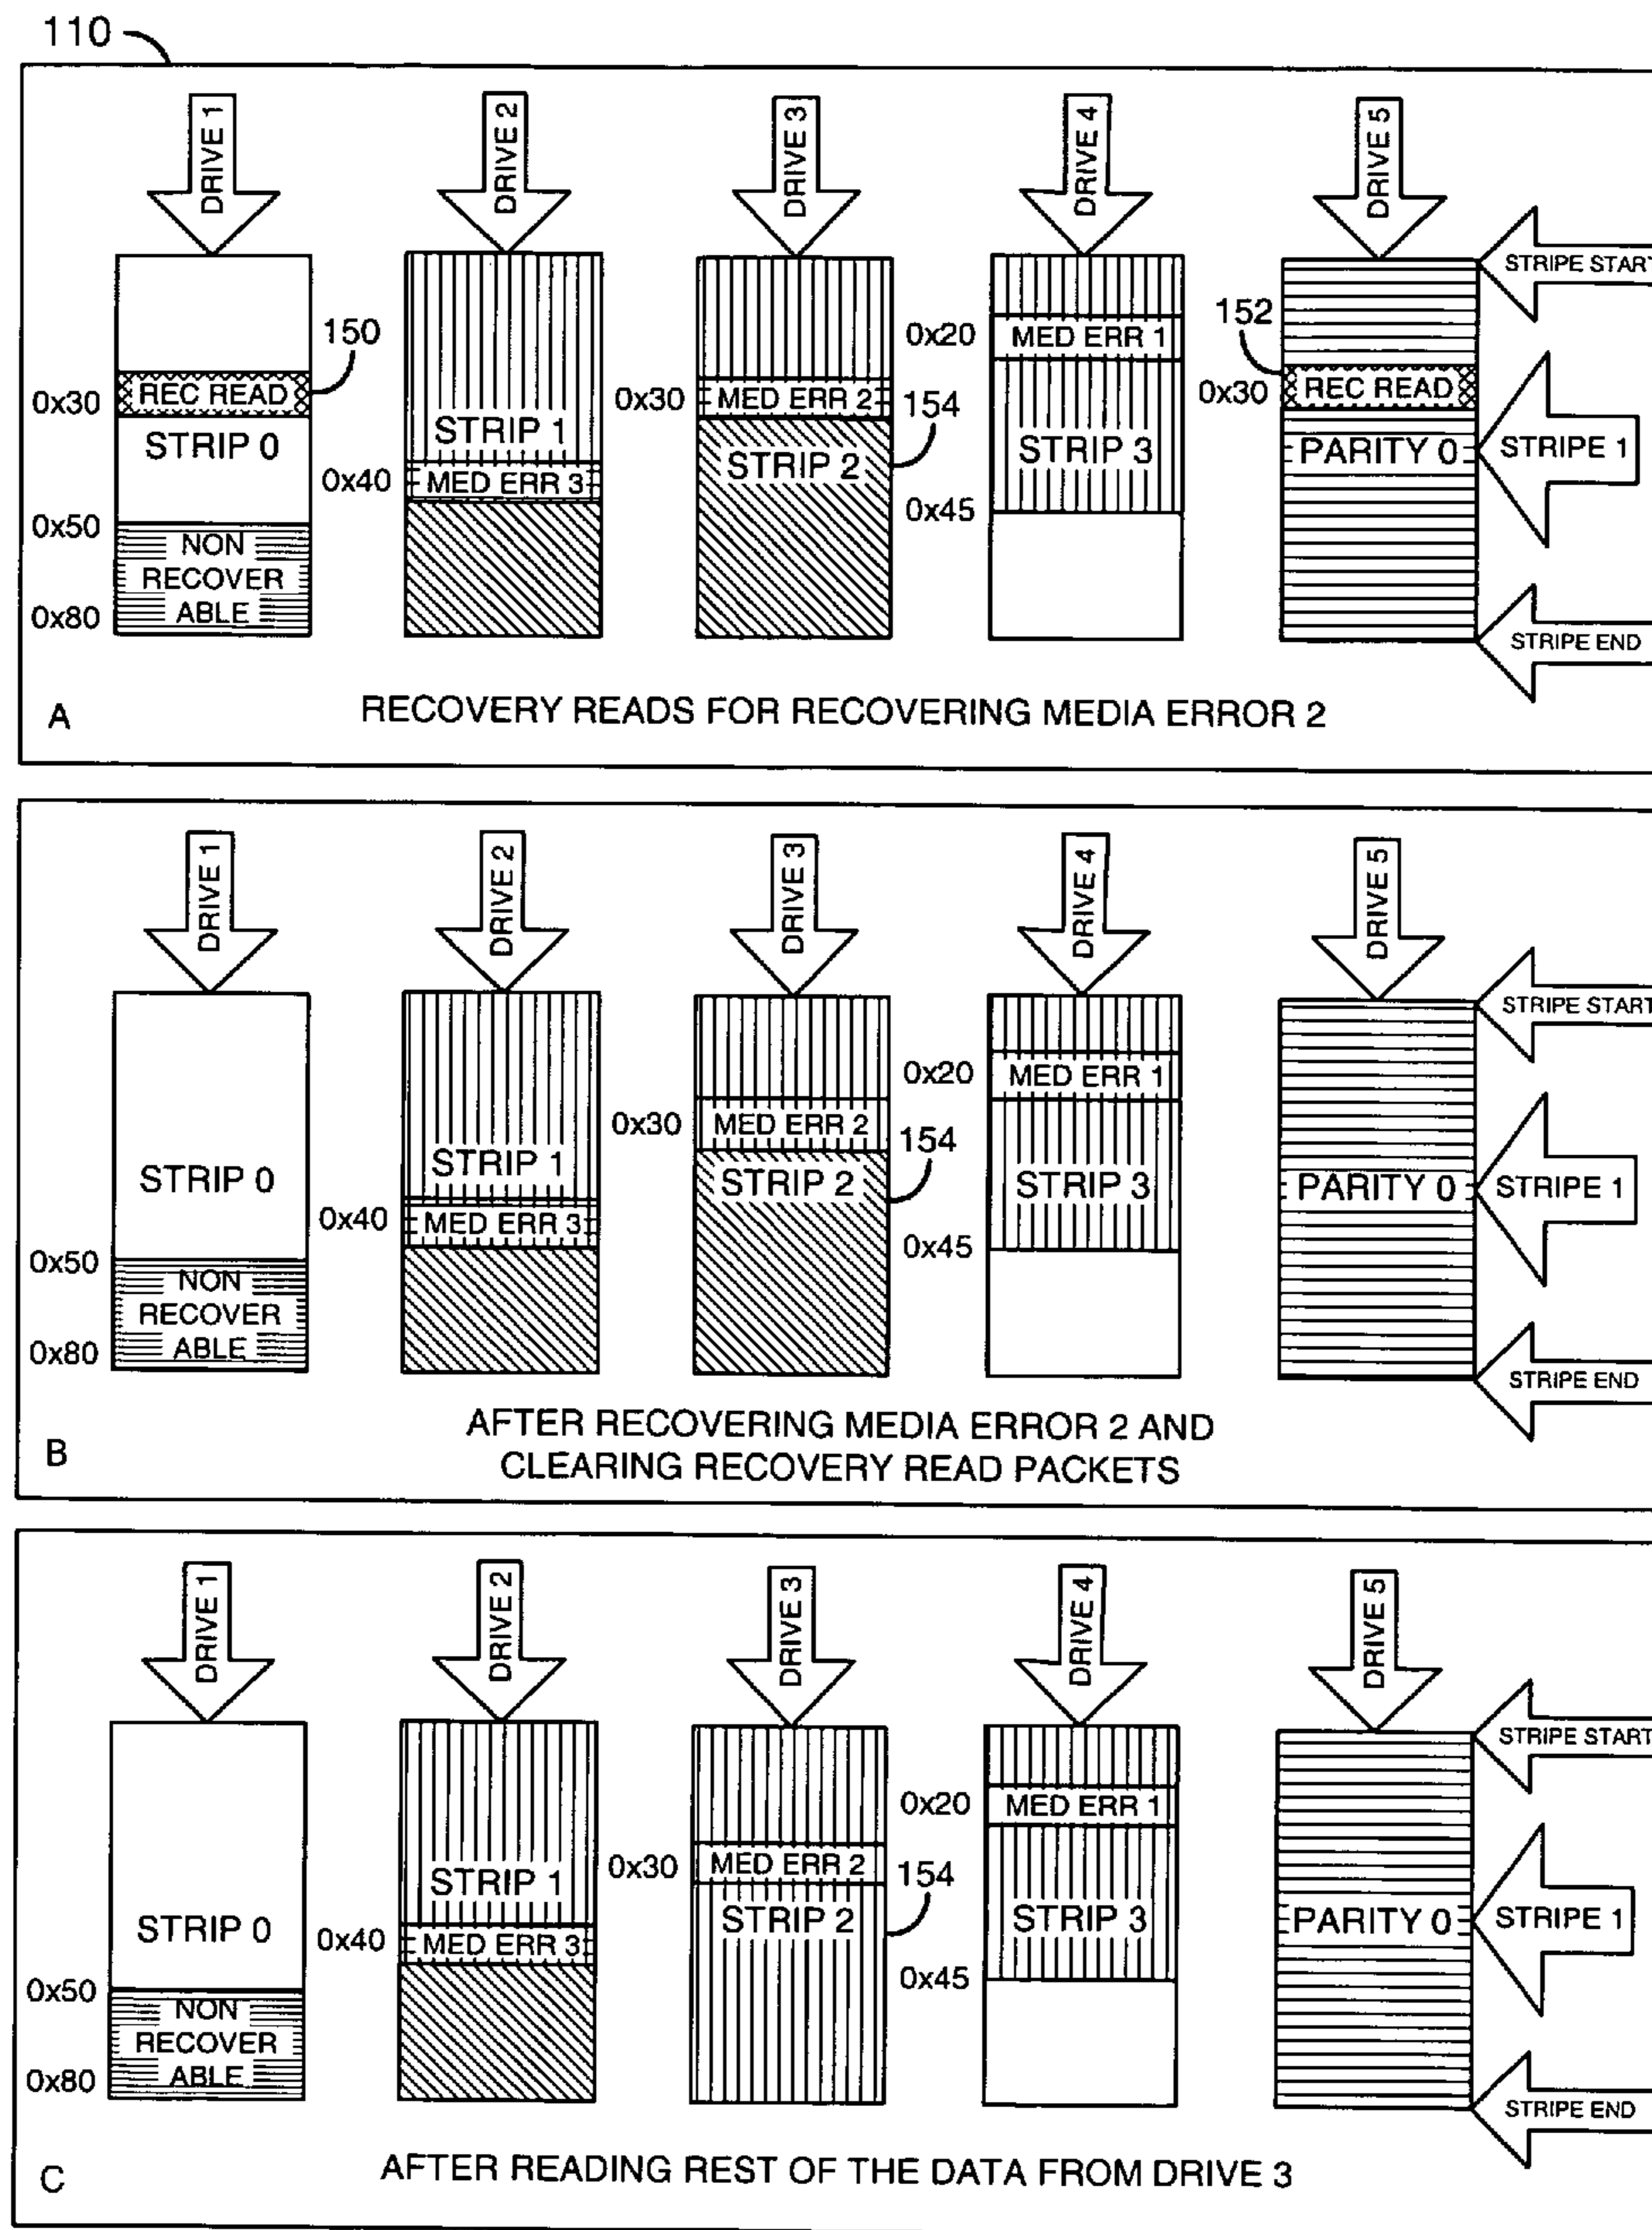 110
DRIVE 1
DRIVE 2
DRIVE 3
DRIVE 4
DRIVE 5
STRIPE START
150
152
0x20
MED ERR 1
REC READ
0x30
0x30
MED ERR 2
154
0x30
REC READ
STRIP 0
STRIP 1
STRIP 2
STRIP 3
PARITY 0
STRIPE 1
0x40
MED ERR 3
0x45
0x50
NON
RECOVER
ABLE
0x80
STRIPE END
A
RECOVERY READS FOR RECOVERING MEDIA ERROR 2
DRIVE 1
DRIVE 2
DRIVE 3
DRIVE 4
DRIVE 5
STRIPE START
0x20
MED ERR 1
0x30
MED ERR 2
154
STRIP 0
STRIP 1
STRIP 2
STRIP 3
PARITY 0
STRIPE 1
0x40
MED ERR 3
0x45
0x50
NON
RECOVER
ABLE
0x80
STRIPE END
AFTER RECOVERING MEDIA ERROR 2 AND
CLEARING RECOVERY READ PACKETS
B
DRIVE 1
DRIVE 2
DRIVE 3
DRIVE 4
DRIVE 5
STRIPE START
0x20
MED ERR 1
0x30
MED ERR 2
154
STRIP 0
STRIP 1
STRIP 2
STRIP 3
PARITY 0
STRIPE 1
0x40
MED ERR 3
0x45
0x50
NON
RECOVER
ABLE
0x80
STRIPE END
C
AFTER READING REST OF THE DATA FROM DRIVE 3